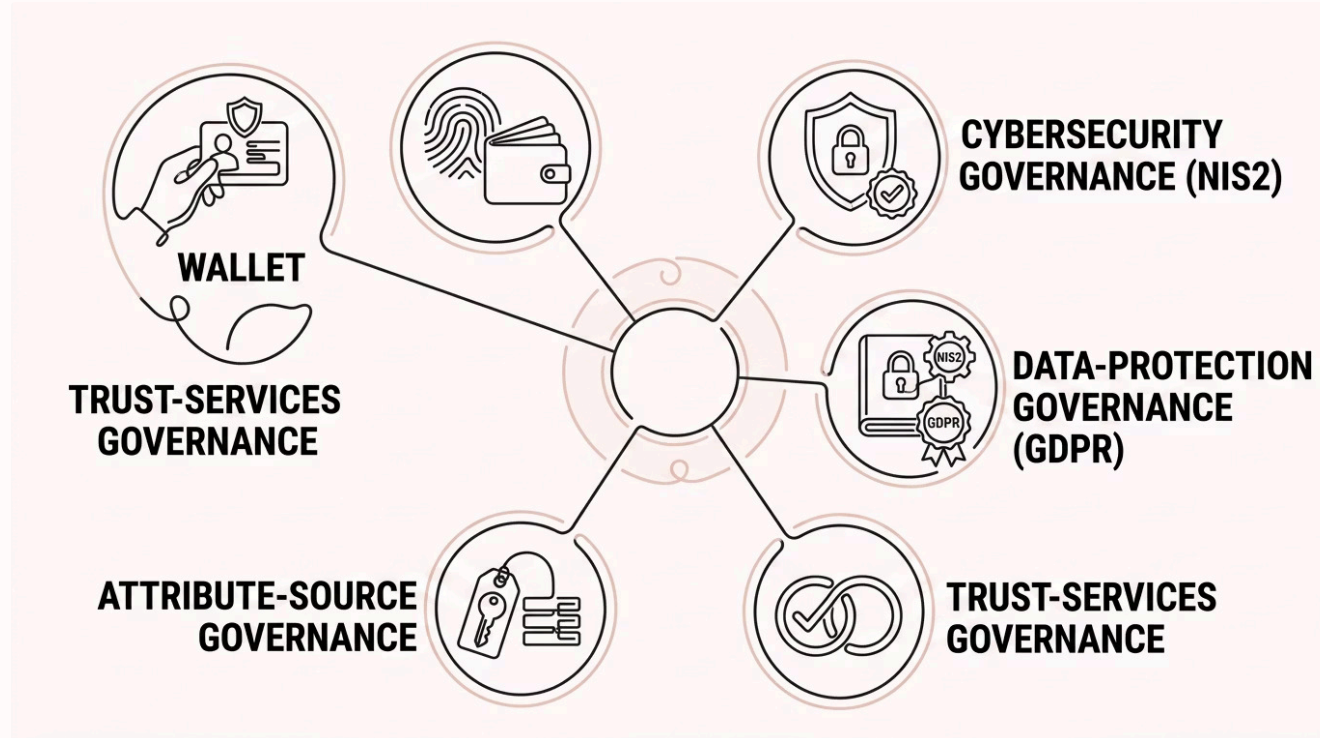 WALLET
TRUST-SERVICES
GOVERNANCE
CYBERSECURITY
GOVERNANCE (NIS2)
NIS2
GDPR
DATA-PROTECTION
GOVERNANCE
(GDPR)
ATTRIBUTE-SOURCE
GOVERNANCE
TRUST-SERVICES
GOVERNANCE